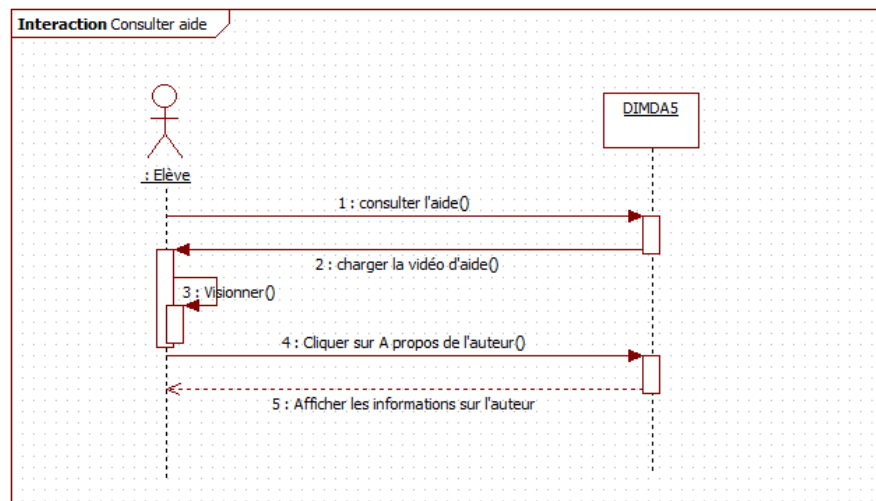 Interaction Consulter aide
DIMDA5
: Elève
1 : consulter l'aide()
2 : charger la vidéo d'aide()
3 : Visionner()
4 : Cliquer sur A propos de l'auteur()
5 : Afficher les informations sur l'auteur